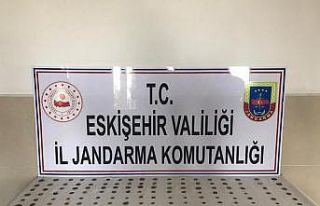 T.C.
ESKİŞEHİR VALİLİĞİ
İL JANDARMA KOMUTANLIĞI